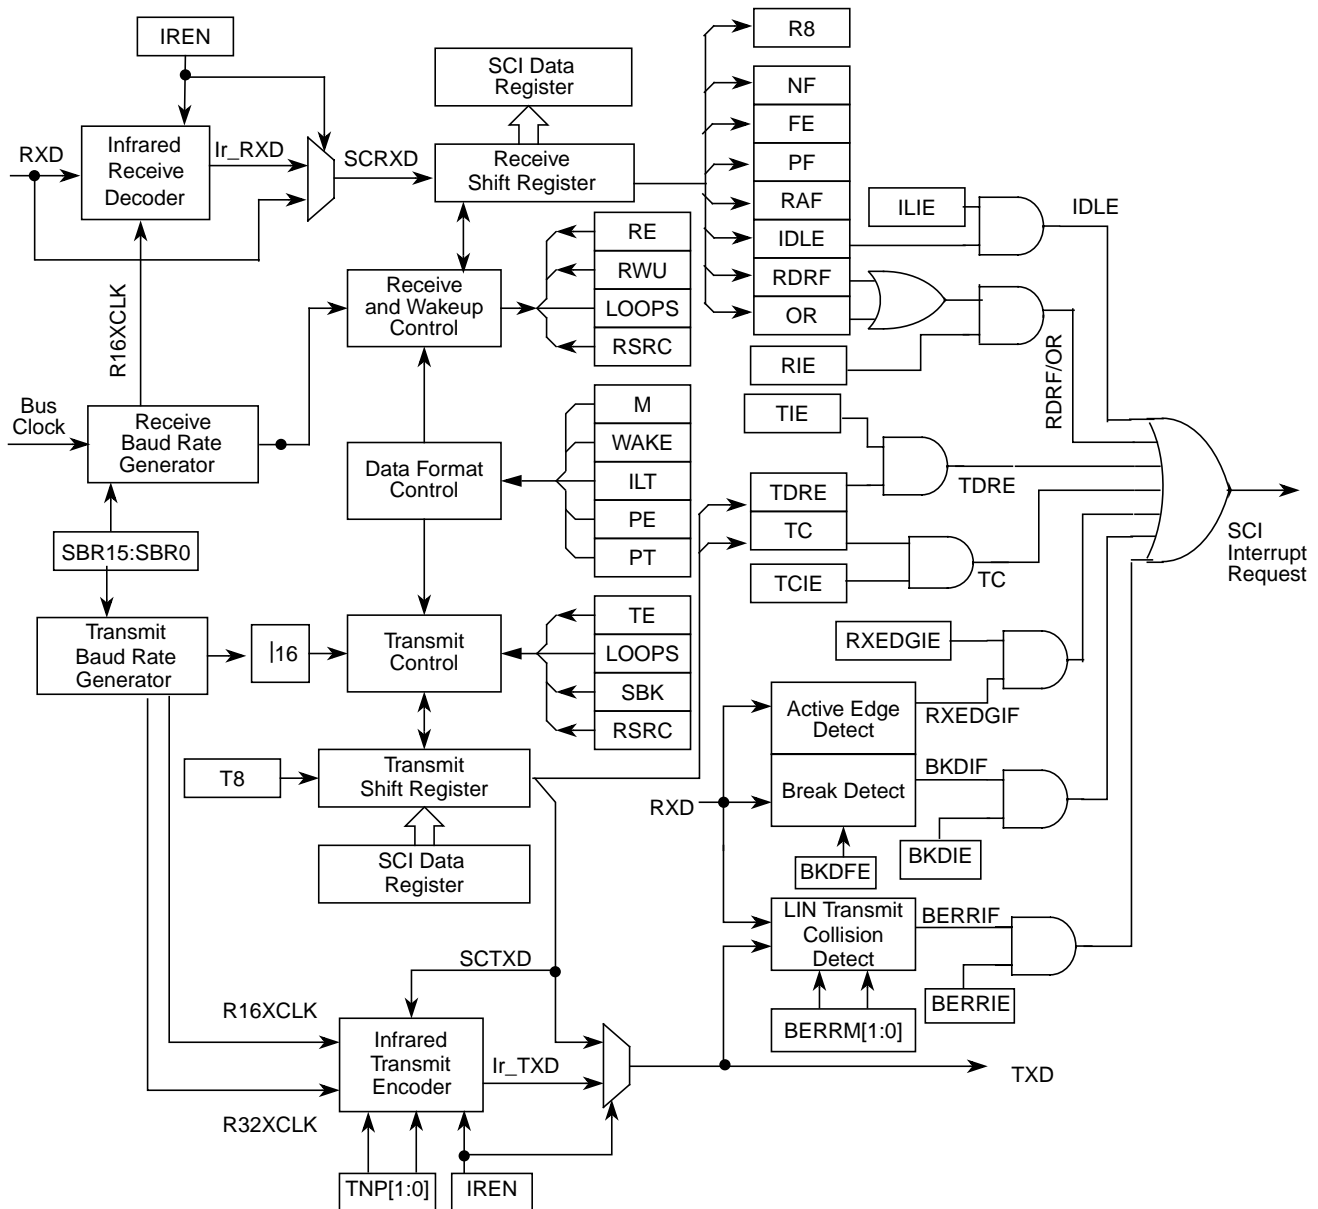 IREN
SCI Data
Register
R8
NF
FE
PF
RAF
IDLE
RDRF
OR
RXD
Infrared
Receive
Decoder
Ir_RXD
SCRXD
Receive
Shift Register
ILIE
IDLE
R16XCLK
Receive
and Wakeup
Control
RE
RWU
LOOPS
RSRC
RIE
RDRF/OR
Bus
Clock
Receive
Baud Rate
Generator
Data Format
Control
M
WAKE
ILT
PE
PT
TIE
TDRE
TC
TCIE
TDRE
TC
SCI
Interrupt
Request
SBR15:SBR0
Transmit
Baud Rate
Generator
|16
Transmit
Control
TE
LOOPS
SBK
RSRC
RXEDGIE
Active Edge
Detect
RXEDGIF
Break Detect
BKDIF
RXD
BKDFE
BKDIE
T8
Transmit
Shift Register
SCI Data
Register
LIN Transmit
Collision
Detect
BERRIF
BERRIE
BERRM[1:0]
SCTXD
R16XCLK
R32XCLK
Infrared
Transmit
Encoder
Ir_TXD
TXD
TNP[1:0]
IREN